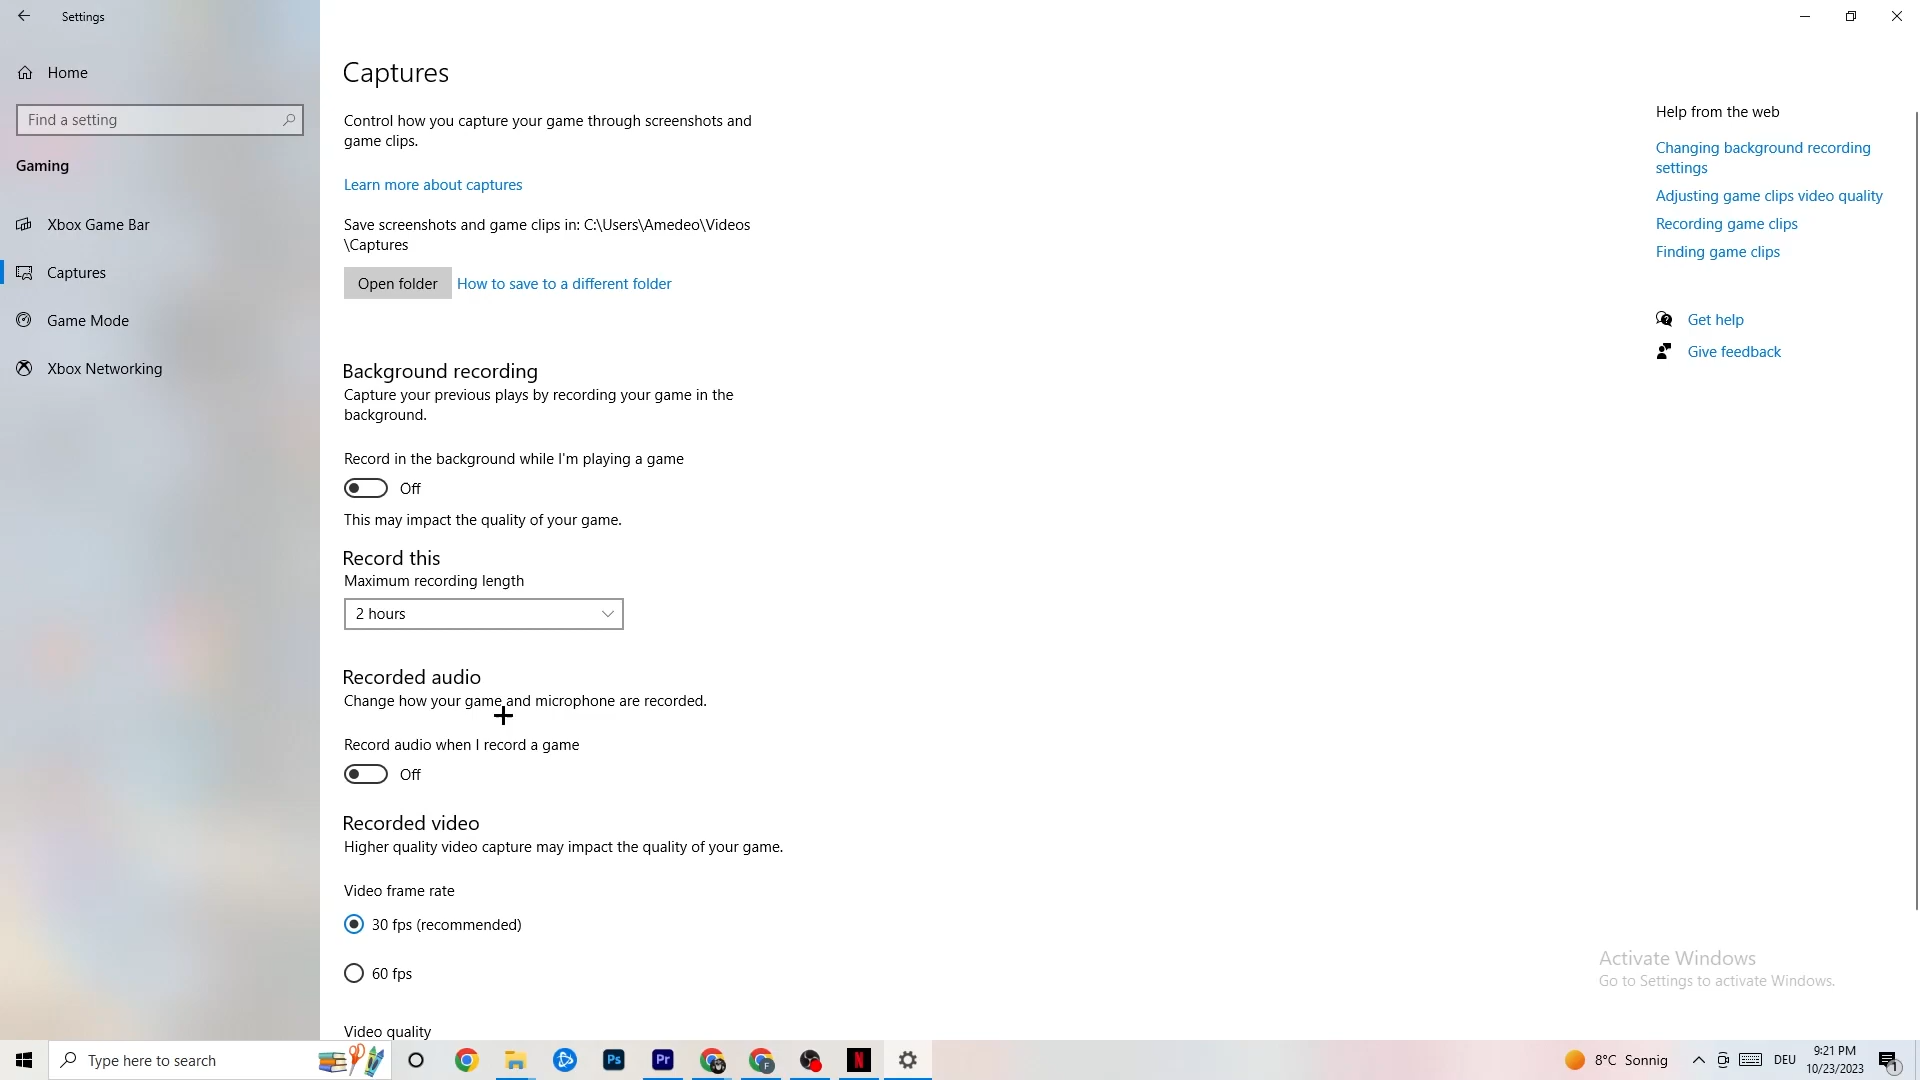 Settings
Home
Find a setting
Gaming
Xbox Game Bar
Captures
Game Mode
Xbox Networking
Captures
Control how you capture your game through screenshots and
game clips.
Learn more about captures
Save screenshots and game clips in: C:\Users\Amedeo\Videos
\Captures
Open folder
How to save to a different folder
Background recording
Capture your previous plays by recording your game in the
background.
Record in the background while I'm playing a game
Off
This may impact the quality of your game.
Record this
Maximum recording length
2 hours
Recorded audio
Change how your game and microphone are recorded.
Record audio when I record a game
Off
Recorded video
Higher quality video capture may impact the quality of your game.
Video frame rate
30 fps (recommended)
60 fps
Video quality
Help from the web
Changing background recording
settings
Adjusting game clips video quality
Recording game clips
Finding game clips
Get help
Give feedback
Activate Windows
Go to Settings to activate Windows.
Type here to search
Ps
Pr
F
N
8°C Sonnig
DEU
9:21 PM
10/23/2023
1